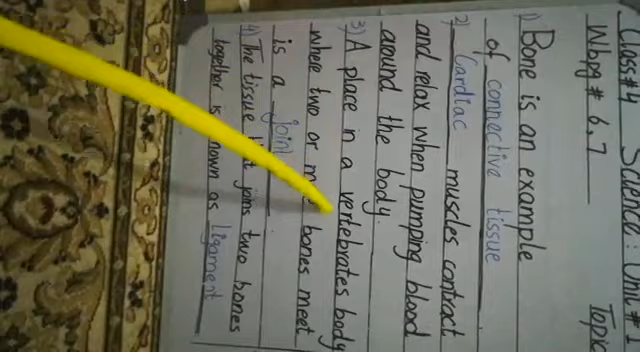 Class#4 Science: Unit # 1
Wbpg # 6,7 Topic
1) Bone is an example
of connective tissue
2) Cardiac muscles contract
and relax when pumping blood
around the body.
3) A place in a vertebrates body
where two or bones meet
is a joint
4) The tissue joins two bones
together is known as ligament